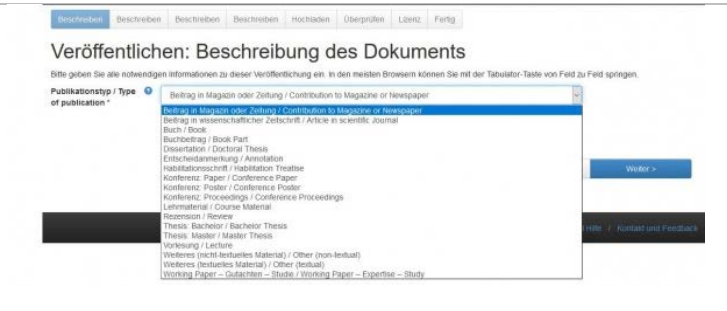 Beschreiben Beschreiben Beschreiben Beschreiben Hochladen Überprüfen Lizenz Fertig
Veröffentlichen: Beschreibung des Dokuments
Bitte geben Sie alle notwendigen Informationen zu dieser Veröffentlichung ein. In den meisten Browsern können Sie mit der Tabulator-Taste von Feld zu Feld springen.
Publikationstyp / Type of publication *
Beitrag in Magazin oder Zeitung / Contribution to Magazine or Newspaper
Beitrag in Magazin oder Zeitung / Contribution to Magazine or Newspaper
Beitrag in wissenschaftlicher Zeitschrift / Article in scientific Journal
Buch / Book
Buchbeitrag / Book Part
Dissertation / Doctoral Thesis
Entscheidanmerkung / Annotation
Habilitationsschrift / Habilitation Treatise
Konferenz: Paper / Conference Paper
Konferenz: Poster / Conference Poster
Konferenz: Proceedings / Conference Proceedings
Lehrmaterial / Course Material
Rezension / Review
Thesis: Bachelor / Bachelor Thesis
Thesis: Master / Master Thesis
Vorlesung / Lecture
Weiteres (nicht-textuelles Material) / Other (non-textual)
Weiteres (textuelles Material) / Other (textual)
Working Paper – Gutachten – Studie / Working Paper – Expertise – Study
Weiter >
Hilfe / Kontakt und Feedback